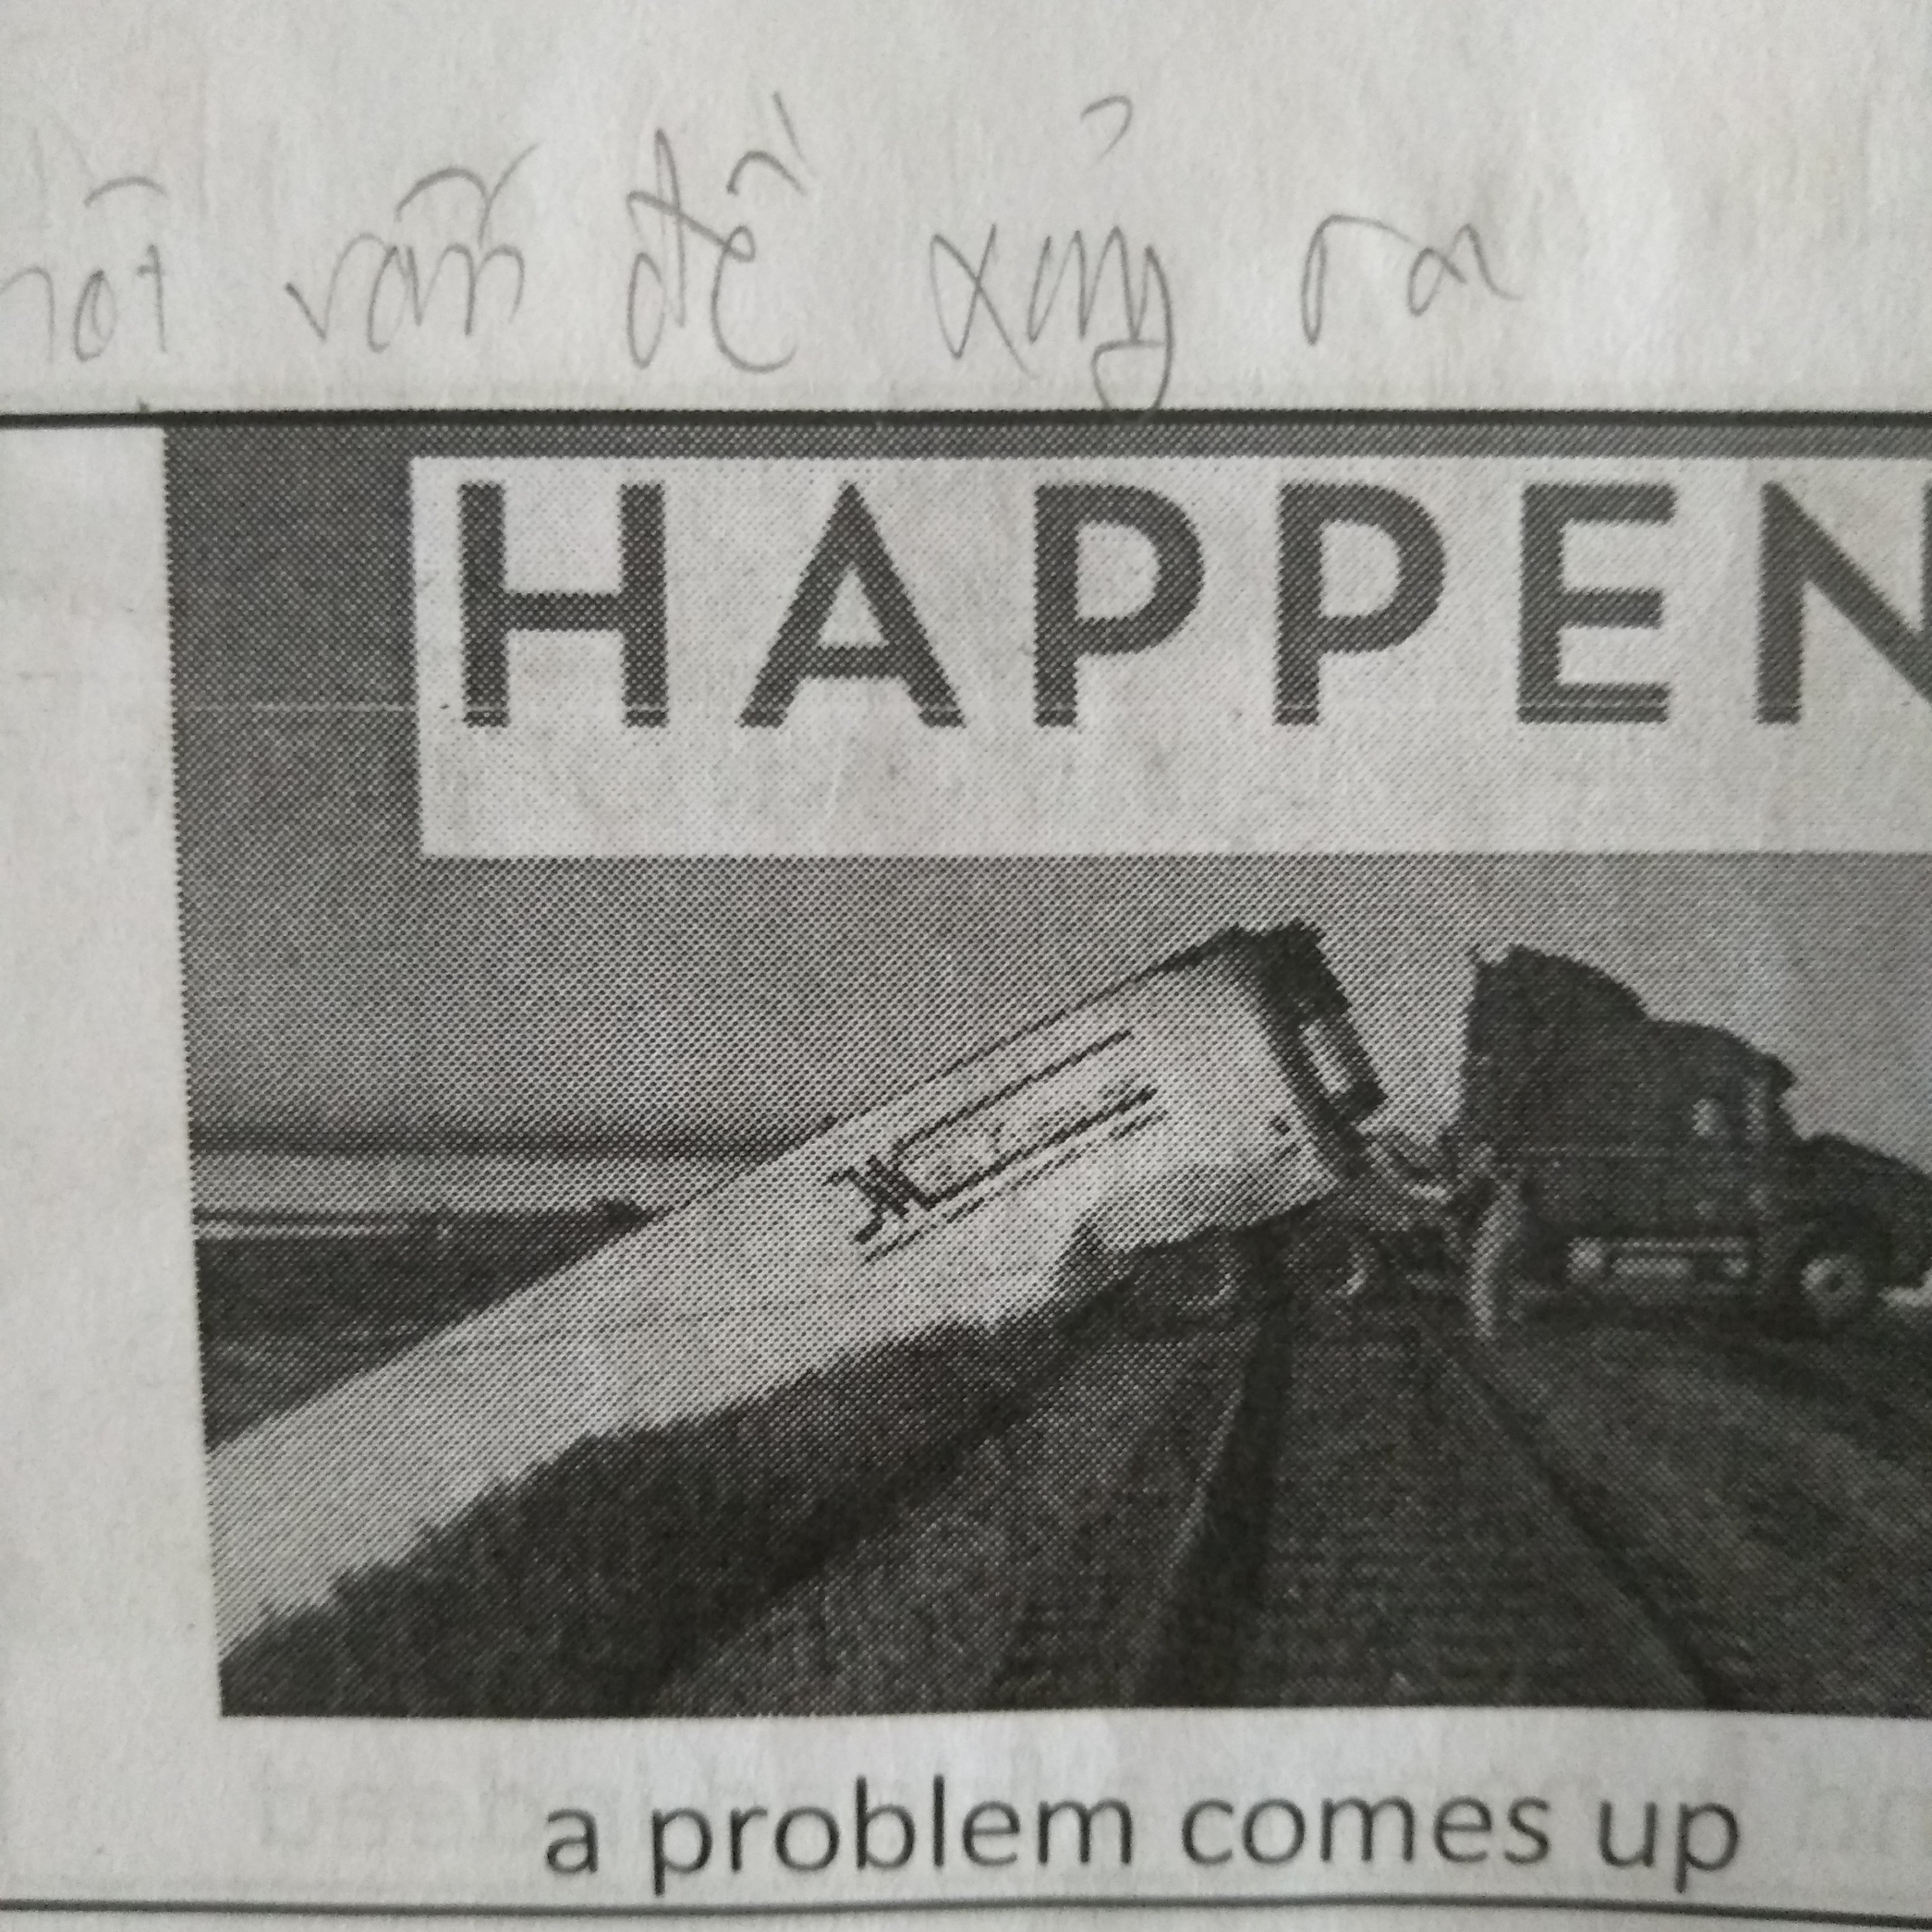 vấn đề xảy ra
HAPPEN
a problem comes up